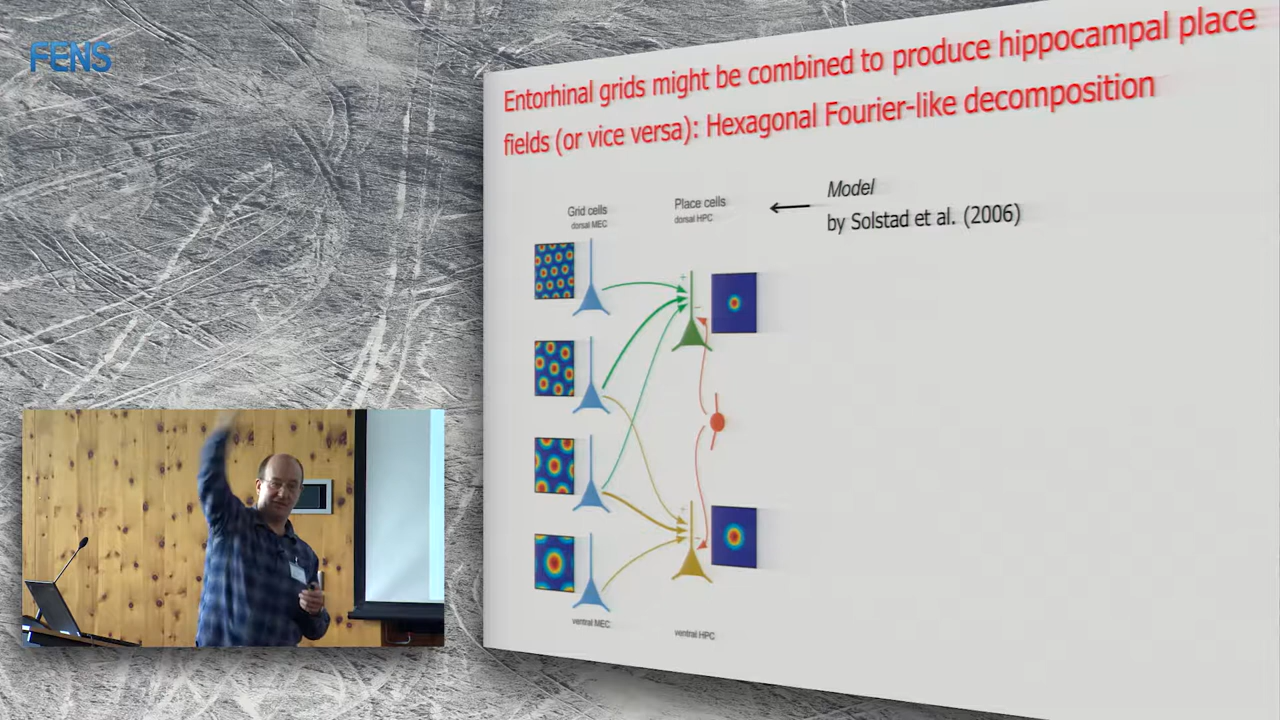 FENS
Entorhinal grids might be combined to produce hippocampal place
fields (or vice versa): Hexagonal Fourier-like decomposition
Model
by Solstad et al. (2006)
Grid cells
dorsal MEC
Place cells
dorsal HPC
+
-
+
-
ventral MEC
ventral HPC